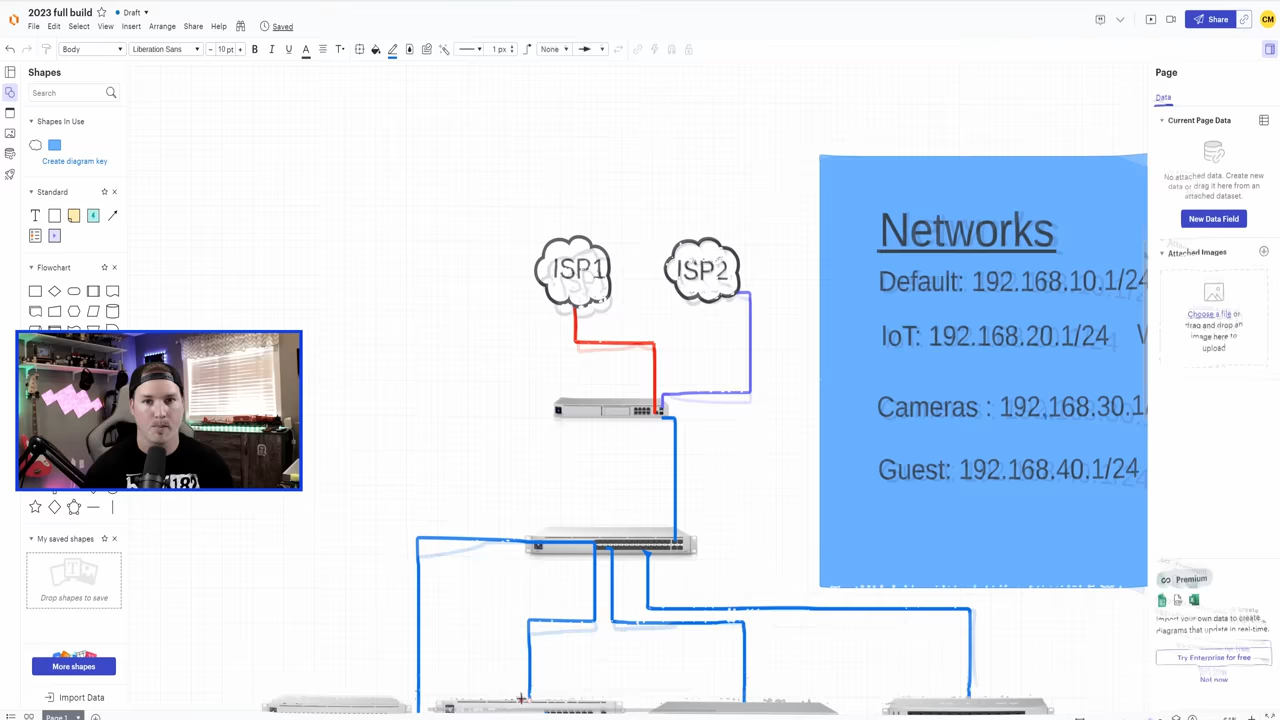 2023 full build Draft
File Edit Select View Insert Arrange Share Help Saved
Share CM
Body Liberation Sans 10 pt B I U A T 1 px None
Shapes
Search
Shapes In Use
Create diagram key
Standard
T
Flowchart
My saved shapes
Drop shapes to save
More shapes
Import Data
Page 1
ISP1
ISP2
Networks
Default: 192.168.10.1/24
IoT: 192.168.20.1/24
Cameras : 192,168.30.1/
Guest: 192.168.40.1/24
182
Page
Data
Current Page Data
No attached data. Create new
data or drag it here from an
attached dataset.
New Data Field
Attached Images
Choose a file or
drag and drop an
image here to
upload
Premium
Import your own data to create
diagrams that update in real-time.
Try Enterprise for free
Not now